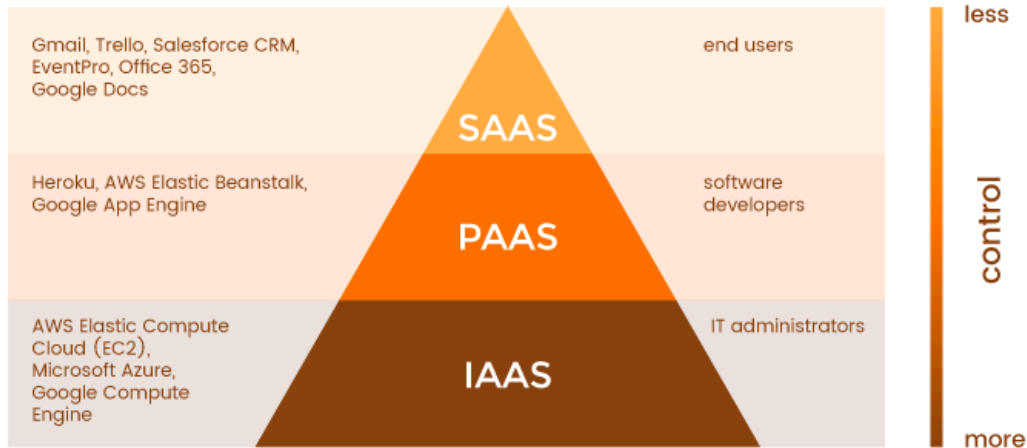 Gmail, Trello, Salesforce CRM,
EventPro, Office 365,
Google Docs
SAAS
end users
Heroku, AWS Elastic Beanstalk,
Google App Engine
PAAS
software
developers
AWS Elastic Compute
Cloud (EC2),
Microsoft Azure,
Google Compute
Engine
IAAS
IT administrators
less
control
more